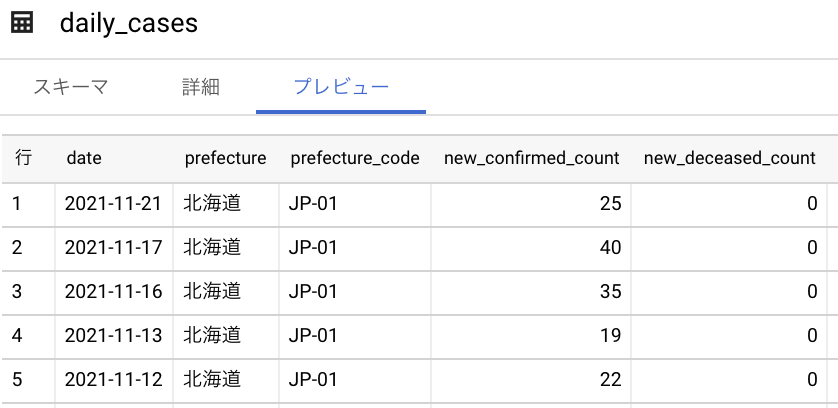 daily_cases
スキーマ 詳細 プレビュー
行 date prefecture prefecture_code new_confirmed_count new_deceased_count
1 2021-11-21 北海道 JP-01 25 0
2 2021-11-17 北海道 JP-01 40 0
3 2021-11-16 北海道 JP-01 35 0
4 2021-11-13 北海道 JP-01 19 0
5 2021-11-12 北海道 JP-01 22 0